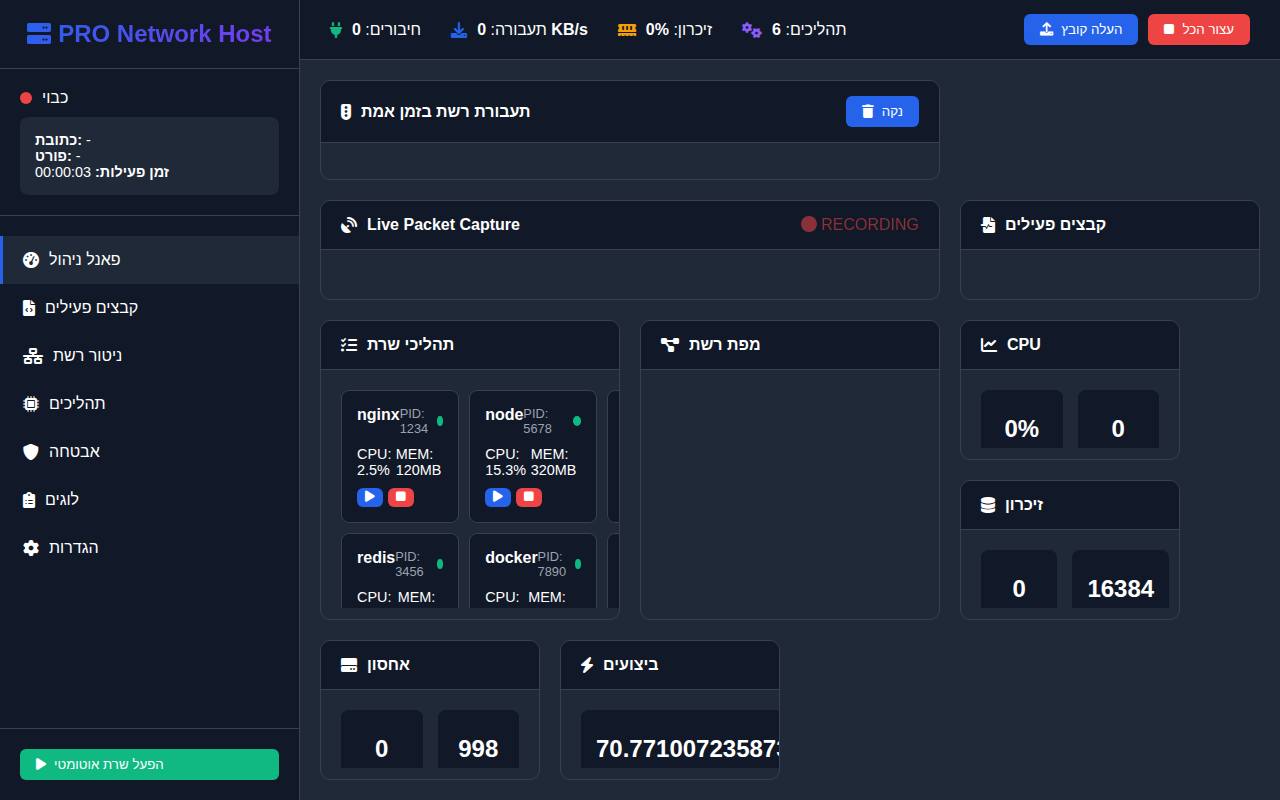 PRO Network Host
כבוי
כתובת: -
פורט: -
זמן פעילות: 00:00:03
פאנל ניהול
קבצים פעילים
ניטור רשת
תהליכים
אבטחה
לוגים
הגדרות
הפעל שרת אוטומטי
חיבורים: 0
תעבורה: 0 KB/s
זיכרון: 0%
תהליכים: 6
העלה קובץ
עצור הכל
תעבורת רשת בזמן אמת
נקה
Live Packet Capture
RECORDING
קבצים פעילים
תהליכי שרת
nginx
PID: 1234
CPU: 2.5%
MEM: 120MB
node
PID: 5678
CPU: 15.3%
MEM: 320MB
redis
PID: 3456
CPU:
MEM:
docker
PID: 7890
CPU:
MEM:
מפת רשת
CPU
0%
0
זיכרון
0
16384
אחסון
0
998
ביצועים
70.771007235873